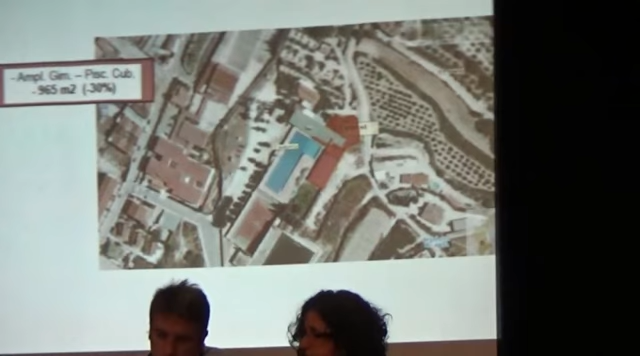 - Ampl. Gim. – Pisc. Cub.
- 965 m2 (-30%)